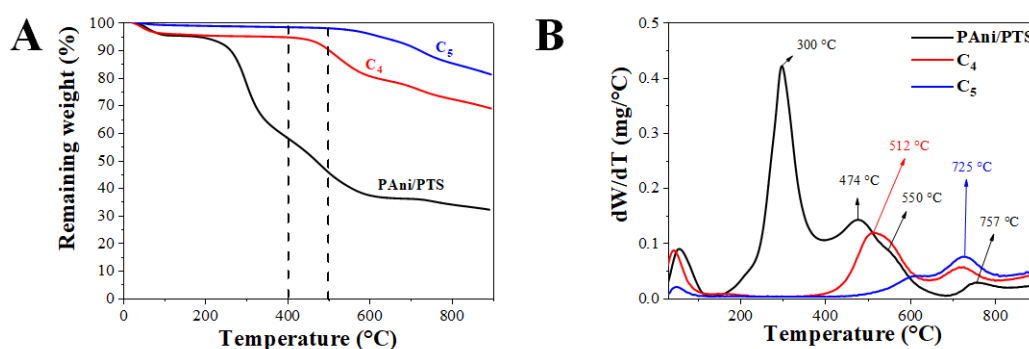 A
Remaining weight (%)
100
90
80
70
60
50
40
30
20
10
0
0
200
400
600
800
Temperature (°C)
C5
C4
PAni/PTS
B
dW/dT (mg/°C)
0.5
0.4
0.3
0.2
0.1
0.0
200
400
600
800
Temperature (°C)
300 °C
474 °C
512 °C
550 °C
725 °C
757 °C
PAni/PTS
C4
C5